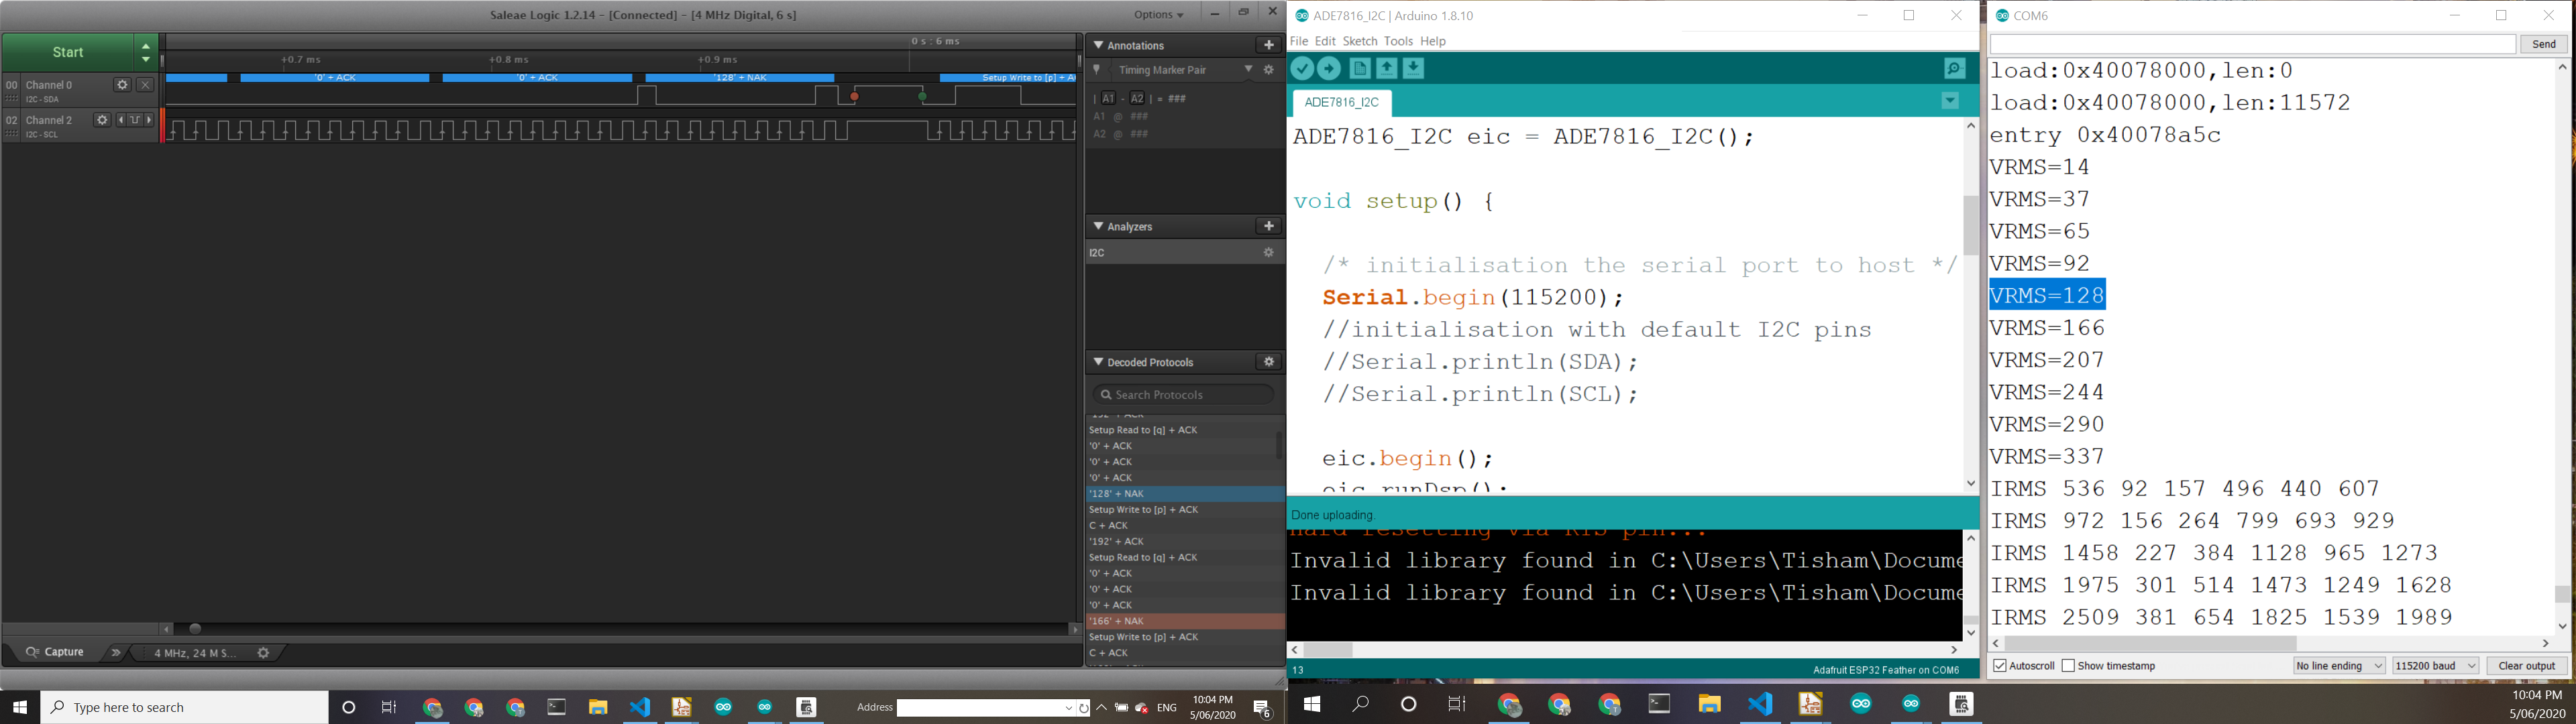 Saleae Logic 1.2.14 - [Connected] - [4 MHz Digital, 6 s]
Options
Start
0 s : 6 ms
+0.7 ms
+0.8 ms
+0.9 ms
00 Channel 0
I2C - SDA
'0' + ACK
'0' + ACK
'128' + NAK
Setup Write to [p] + A
02 Channel 2
I2C - SCL
Annotations
Timing Marker Pair
| A1 - A2 | = ###
A1 @ ###
A2 @ ###
Analyzers
I2C
Decoded Protocols
Search Protocols
'192' + ACK
Setup Read to [q] + ACK
'0' + ACK
'0' + ACK
'0' + ACK
'128' + NAK
Setup Write to [p] + ACK
C + ACK
'192' + ACK
Setup Read to [q] + ACK
'0' + ACK
'0' + ACK
'0' + ACK
'166' + NAK
Setup Write to [p] + ACK
C + ACK
Capture
4 MHz, 24 M S...
Type here to search
Address
ENG
10:04 PM
5/06/2020
6
ADE7816_I2C | Arduino 1.8.10
File Edit Sketch Tools Help
ADE7816_I2C
ADE7816_I2C eic = ADE7816_I2C();
void setup() {
/* initialisation the serial port to host */
Serial.begin(115200);
//initialisation with default I2C pins
//Serial.println(SDA);
//Serial.println(SCL);
eic.begin();
eic.runDsp();
Done uploading.
Hard resetting via RTS pin...
Invalid library found in C:\Users\Tisham\Docume
Invalid library found in C:\Users\Tisham\Docume
13
Adafruit ESP32 Feather on COM6
COM6
Send
load:0x40078000,len:0
load:0x40078000,len:11572
entry 0x40078a5c
VRMS=14
VRMS=37
VRMS=65
VRMS=92
VRMS=128
VRMS=166
VRMS=207
VRMS=244
VRMS=290
VRMS=337
IRMS 536 92 157 496 440 607
IRMS 972 156 264 799 693 929
IRMS 1458 227 384 1128 965 1273
IRMS 1975 301 514 1473 1249 1628
IRMS 2509 381 654 1825 1539 1989
Autoscroll
Show timestamp
No line ending
115200 baud
Clear output
10:04 PM
5/06/2020